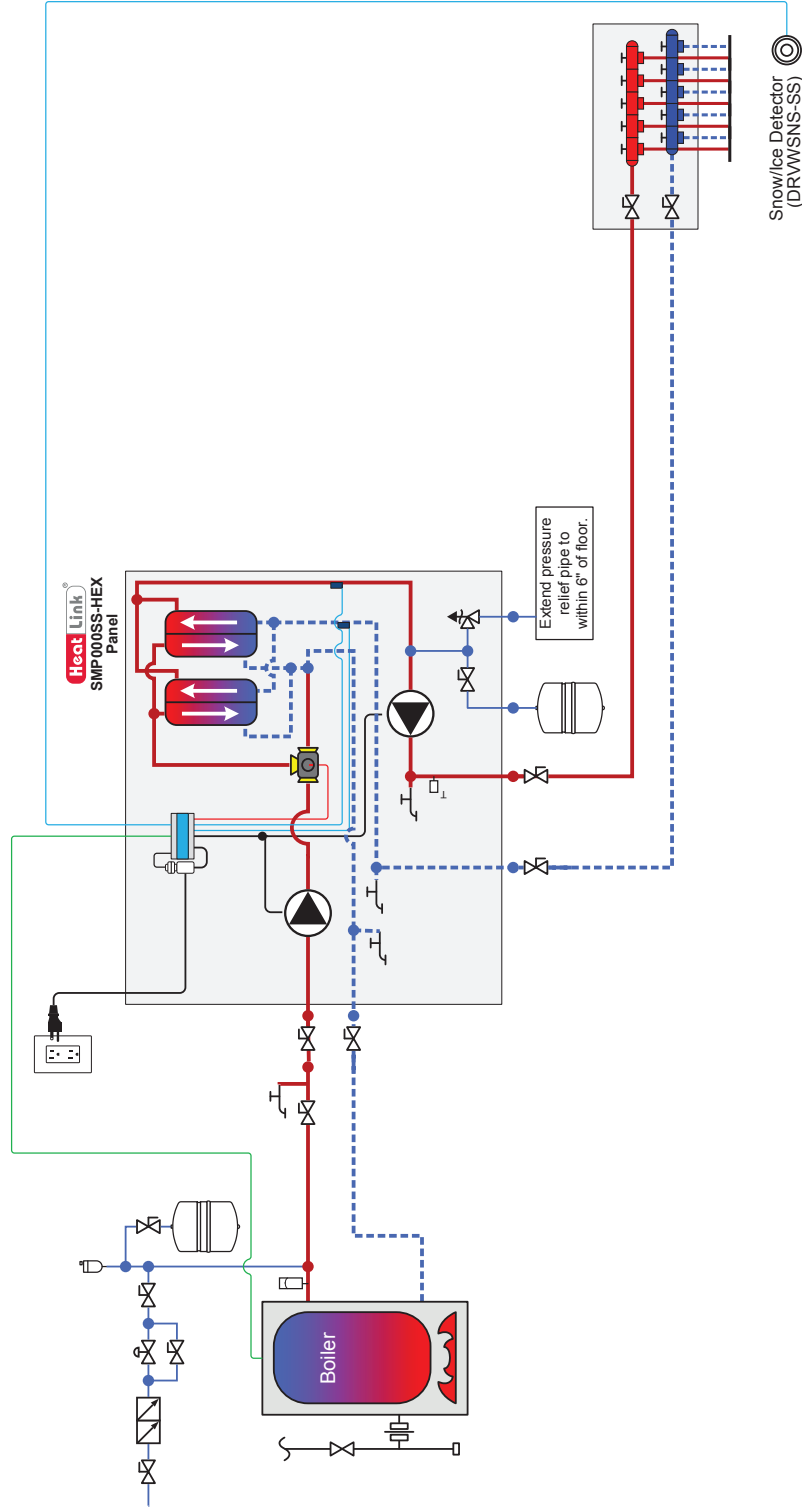 Heat Link®
SMP000SS-HEX
Panel
Snow/Ice Detector
(DRVWSNS-SS)
Extend pressure
relief pipe to
within 6" of floor.
T
Boiler